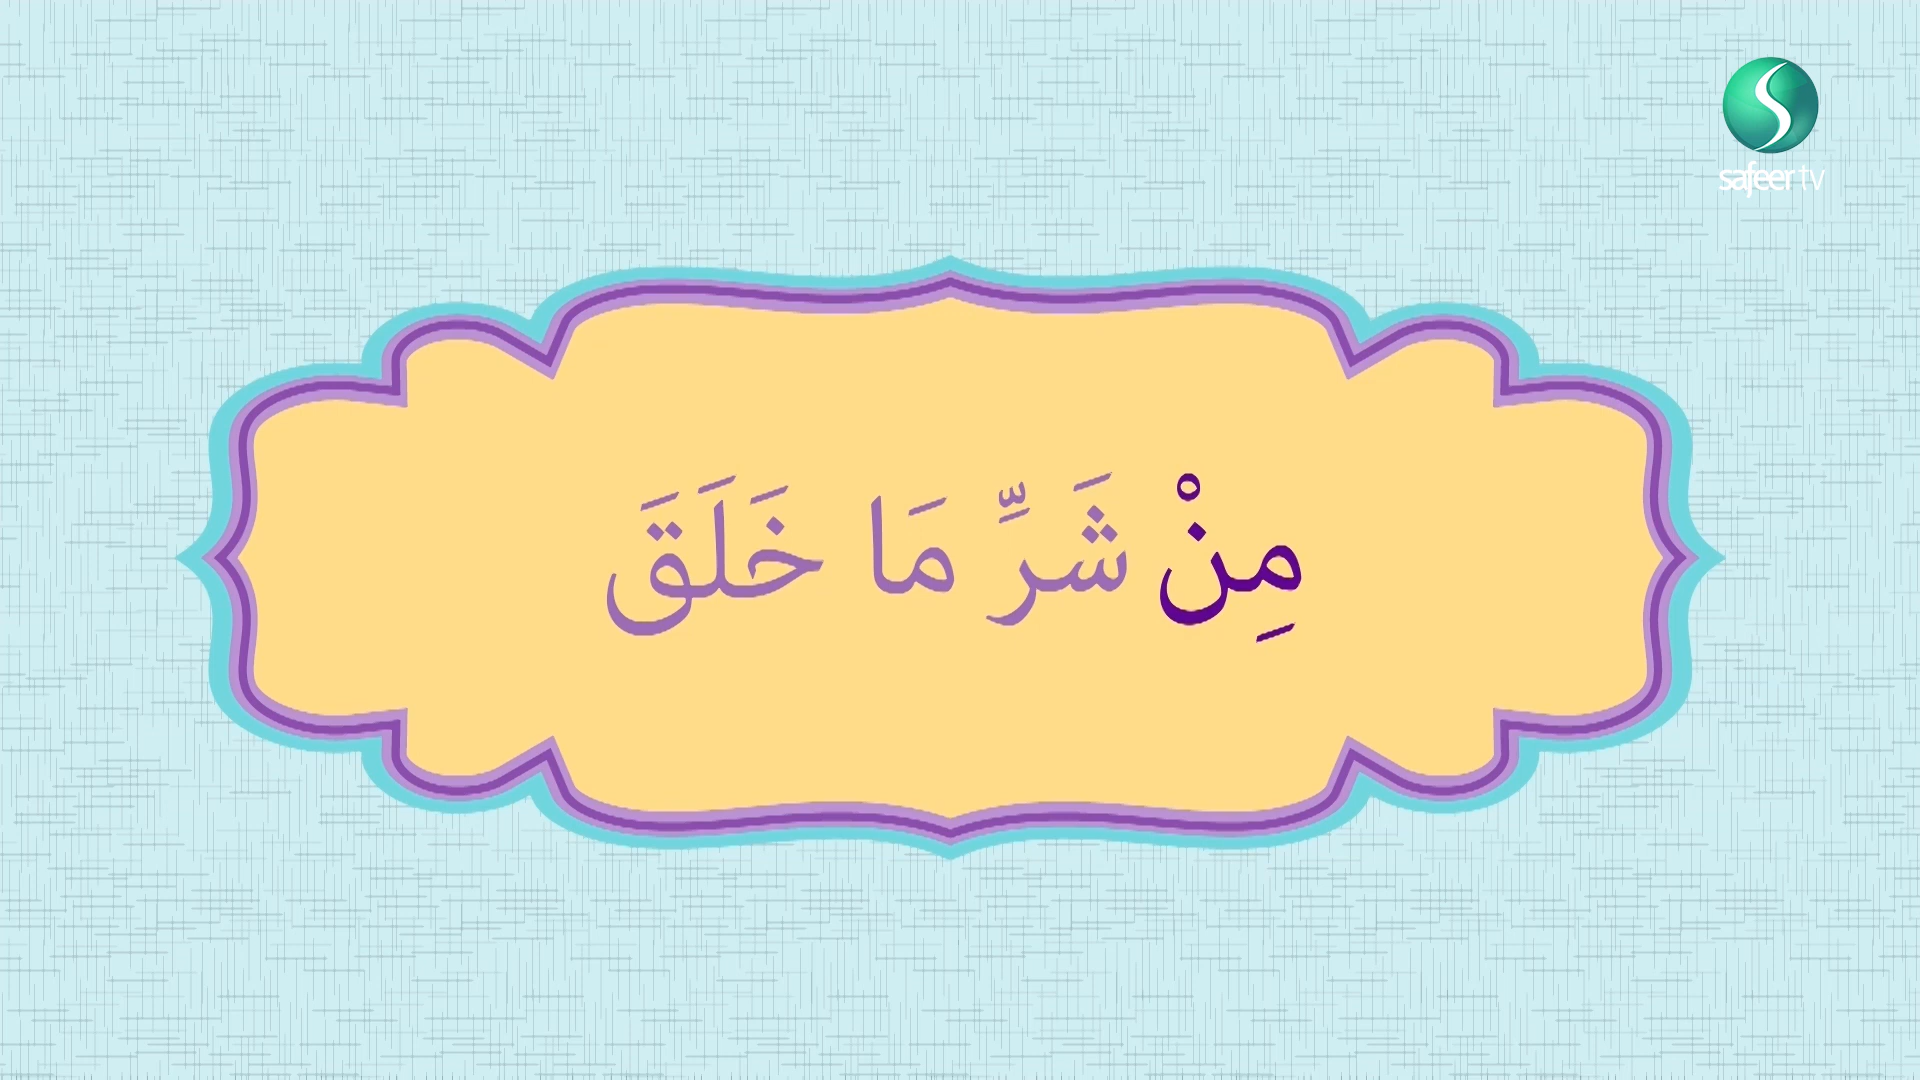 safeer tv
مِنْ شَرِّ مَا خَلَقَ